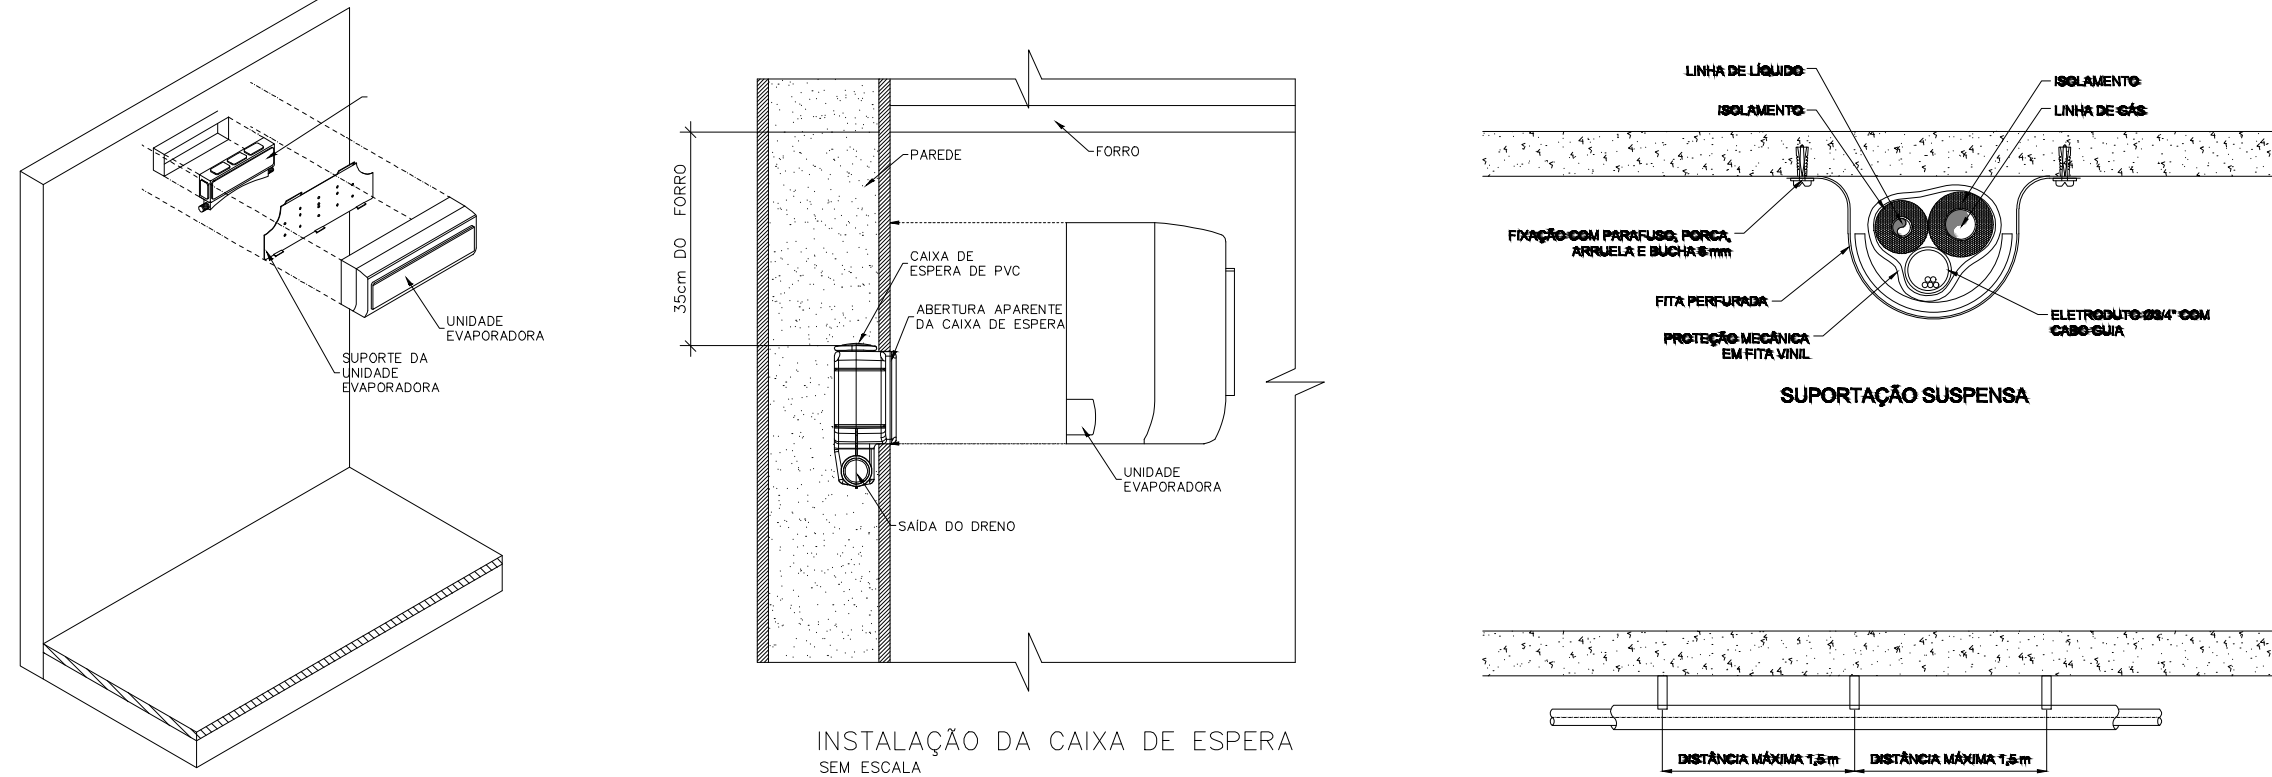 UNIDADE
EVAPORADORA
SUPORTE DA
UNIDADE
EVAPORADORA
35cm DO FORRO
PAREDE
FORRO
CAIXA DE
ESPERA DE PVC
ABERTURA APARENTE
DA CAIXA DE ESPERA
UNIDADE
EVAPORADORA
SAÍDA DO DRENO
INSTALAÇÃO DA CAIXA DE ESPERA
SEM ESCALA
LINHA DE LÍQUIDO
ISOLAMENTO
ISOLAMENTO
LINHA DE GÁS
FIXAÇÃO COM PARAFUSO, PORCA,
ARRUELA E BUCHA 6 mm
FITA PERFURADA
PROTEÇÃO MECÂNICA
EM FITA VINIL
ELETRODUTO Ø3/4" COM
CABO GUIA
SUPORTAÇÃO SUSPENSA
DISTÂNCIA MÁXIMA 1,5 m
DISTÂNCIA MÁXIMA 1,5 m